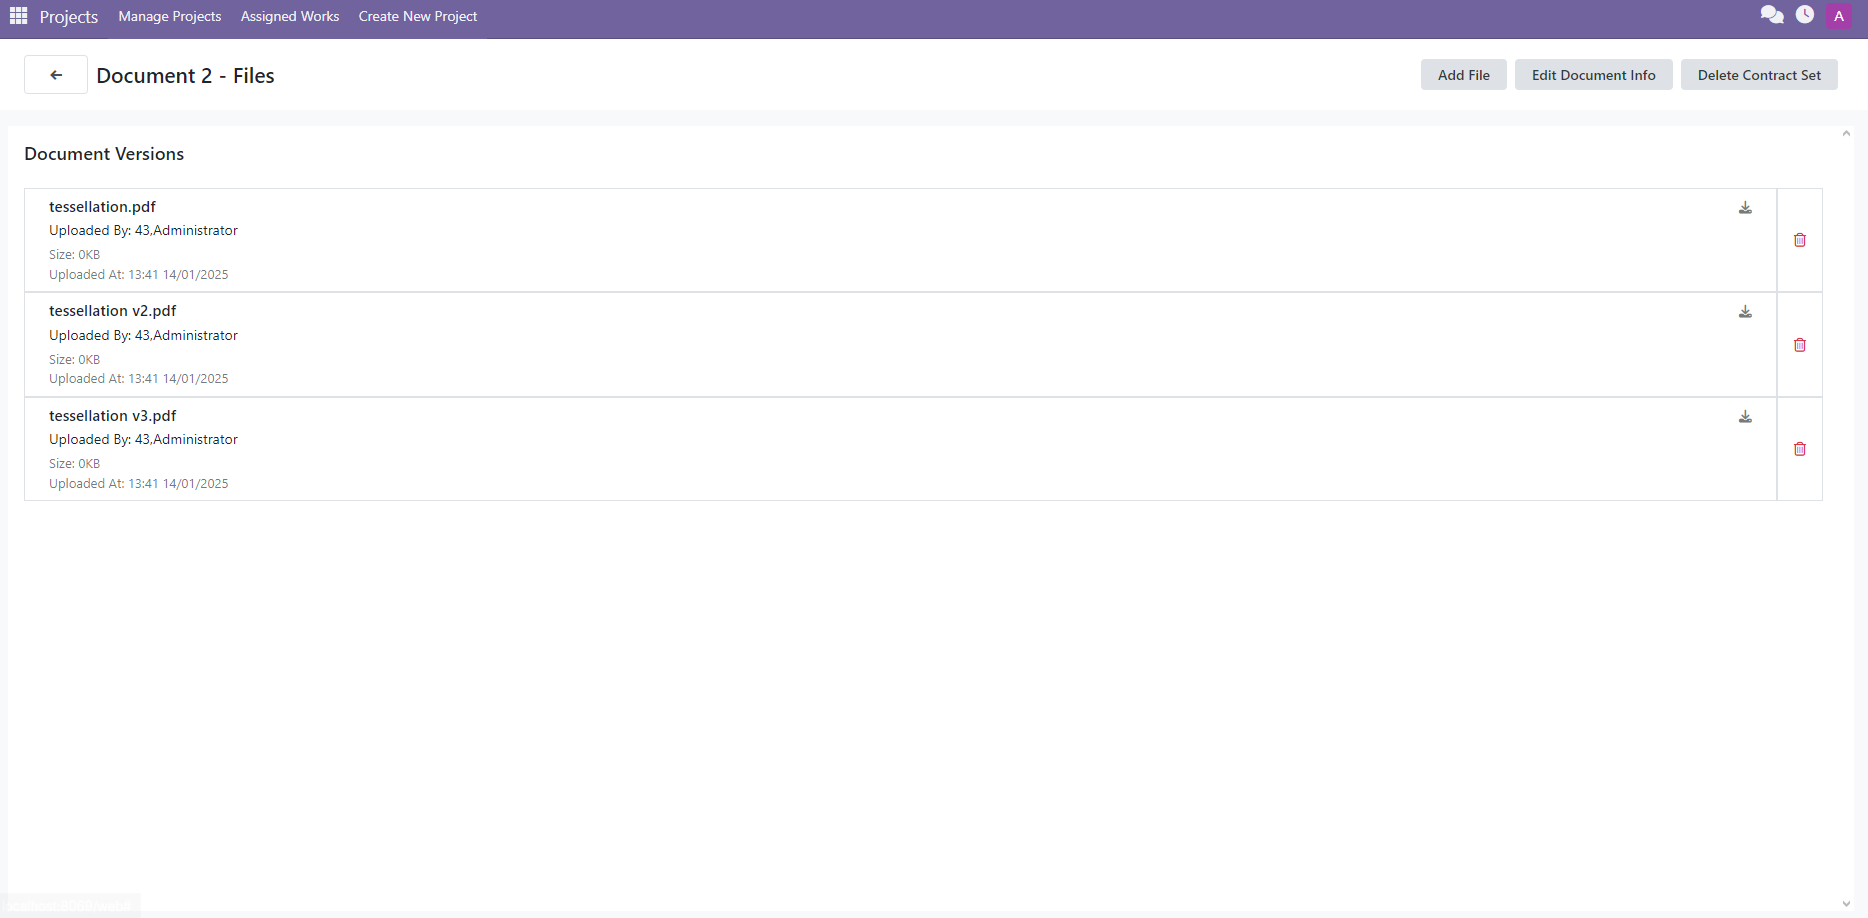 Projects Manage Projects Assigned Works Create New Project A
Document 2 - Files Add File Edit Document Info Delete Contract Set
Document Versions
tessellation.pdf
Uploaded By: 43,Administrator
Size: 0KB
Uploaded At: 13:41 14/01/2025
tessellation v2.pdf
Uploaded By: 43,Administrator
Size: 0KB
Uploaded At: 13:41 14/01/2025
tessellation v3.pdf
Uploaded By: 43,Administrator
Size: 0KB
Uploaded At: 13:41 14/01/2025